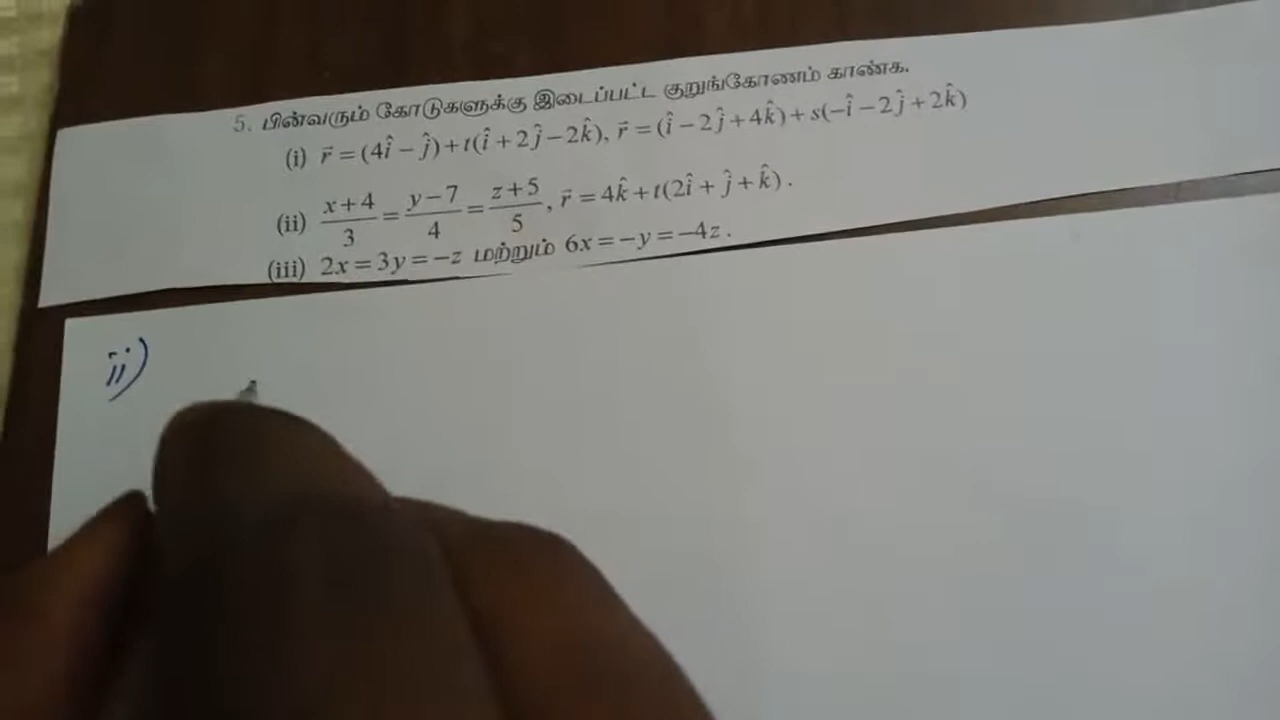 5. பின்வரும் கோடுகளுக்கு இடைப்பட்ட குறுங்கோணம் காண்க.
(i) r⃗ = (4î − ĵ) + t(î + 2ĵ − 2k̂), r⃗ = (î − 2ĵ + 4k̂) + s(−î − 2ĵ + 2k̂)
(ii) (x+4)/3 = (y−7)/4 = (z+5)/5, r⃗ = 4k̂ + t(2î + ĵ + k̂).
(iii) 2x = 3y = −z மற்றும் 6x = −y = −4z.
ii)